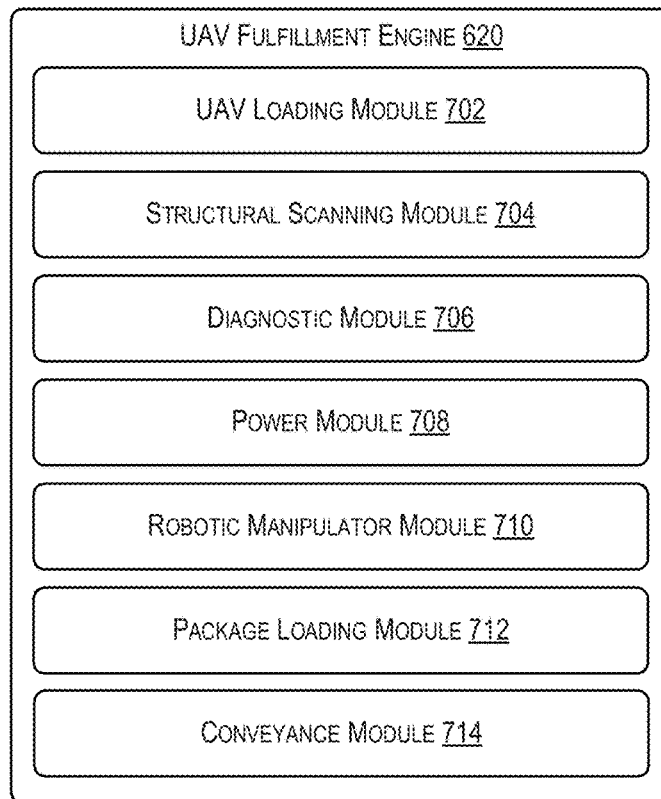 UAV FULFILLMENT ENGINE 620
UAV LOADING MODULE 702
STRUCTURAL SCANNING MODULE 704
DIAGNOSTIC MODULE 706
POWER MODULE 708
ROBOTIC MANIPULATOR MODULE 710
PACKAGE LOADING MODULE 712
CONVEYANCE MODULE 714